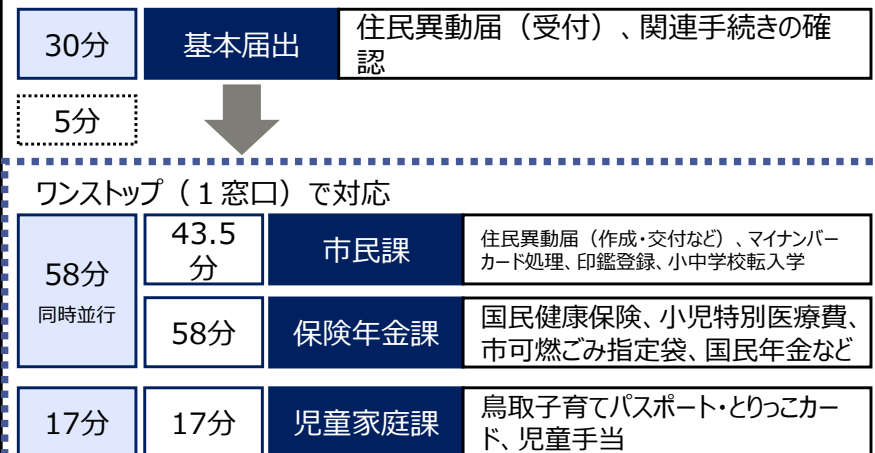 30分
基本届出
住民異動届（受付）、関連手続きの確
認
5分
ワンストップ（１窓口）で対応
58分
同時並行
43.5
分
市民課
住民異動届（作成・交付など）、マイナンバー
カード処理、印鑑登録、小中学校転入学
58分
保険年金課
国民健康保険、小児特別医療費、
市可燃ごみ指定袋、国民年金など
17分
17分
児童家庭課
鳥取子育てパスポート・とりっこカー
ド、児童手当